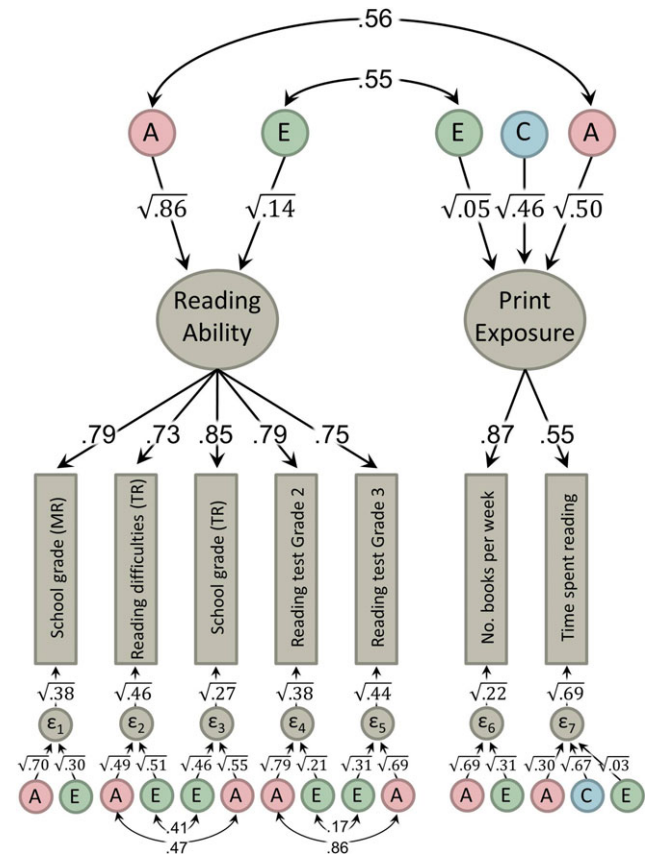 .56
.55
A E E C A
√.86 √.14 √.05 √.46 √.50
Reading
Ability
Print
Exposure
.79 .73 .85 .79 .75 .87 .55
School grade (MR)
Reading difficulties (TR)
School grade (TR)
Reading test Grade 2
Reading test Grade 3
No. books per week
Time spent reading
√.38 √.46 √.27 √.38 √.44 √.22 √.69
ε1 ε2 ε3 ε4 ε5 ε6 ε7
√.70 √.30 √.49 √.51 √.46 √.55 √.79 √.21 √.31 √.69 √.69 √.31 √.30 √.67 √.03
A E A E E A A E E A A E A C E
.41 .17
.47 .86